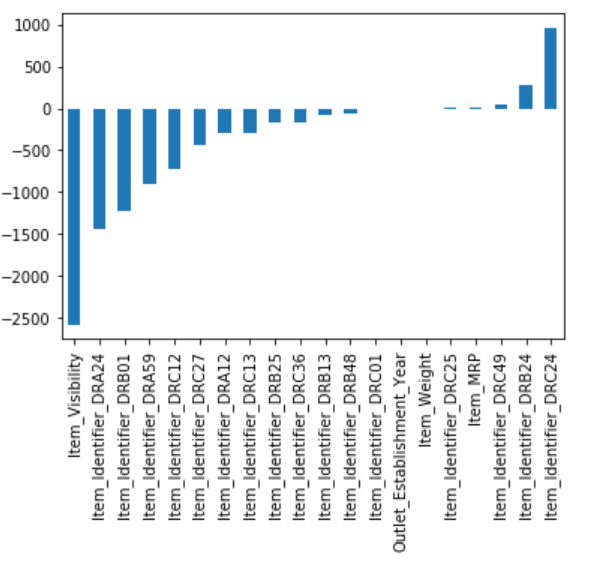 1000
500
0
−500
−1000
−1500
−2000
−2500
Item_Visibility
Item_Identifier_DRA24
Item_Identifier_DRB01
Item_Identifier_DRA59
Item_Identifier_DRC12
Item_Identifier_DRC27
Item_Identifier_DRA12
Item_Identifier_DRC13
Item_Identifier_DRB25
Item_Identifier_DRC36
Item_Identifier_DRB13
Item_Identifier_DRB48
Item_Identifier_DRC01
Outlet_Establishment_Year
Item_Weight
Item_Identifier_DRC25
Item_MRP
Item_Identifier_DRC49
Item_Identifier_DRB24
Item_Identifier_DRC24